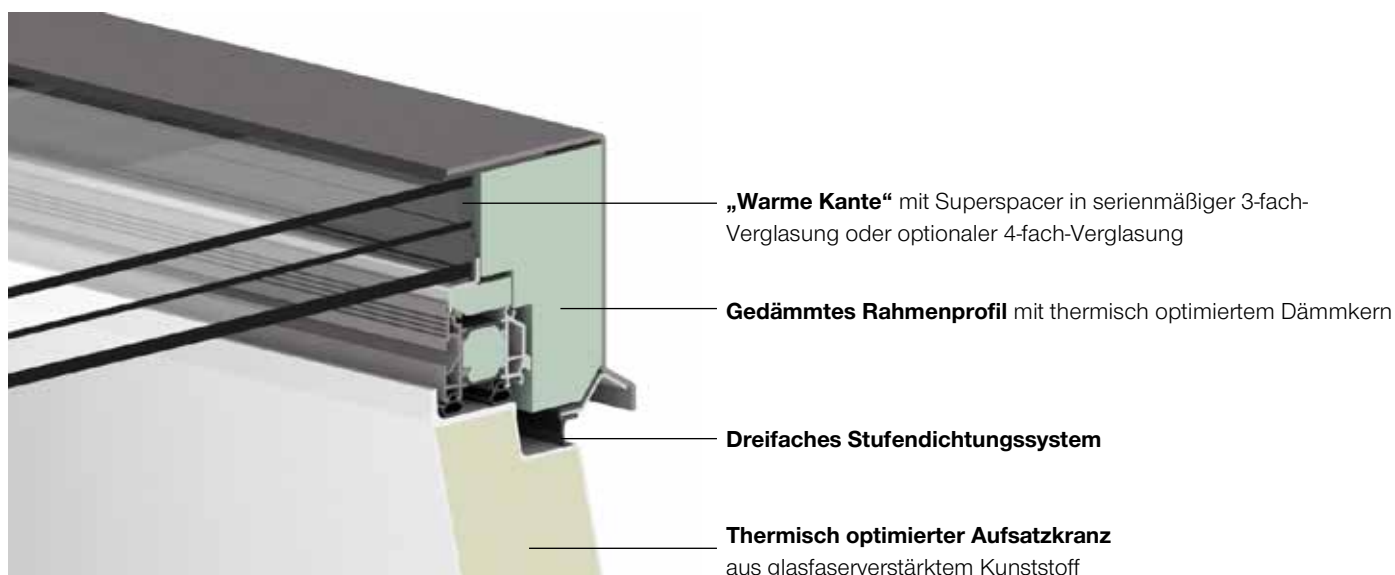 „Warme Kante“ mit Superspacer in serienmäßiger 3-fach-
Verglasung oder optionaler 4-fach-Verglasung
Gedämmtes Rahmenprofil mit thermisch optimiertem Dämmkern
Dreifaches Stufendichtungssystem
Thermisch optimierter Aufsatzkranz
aus glasfaserverstärktem Kunststoff